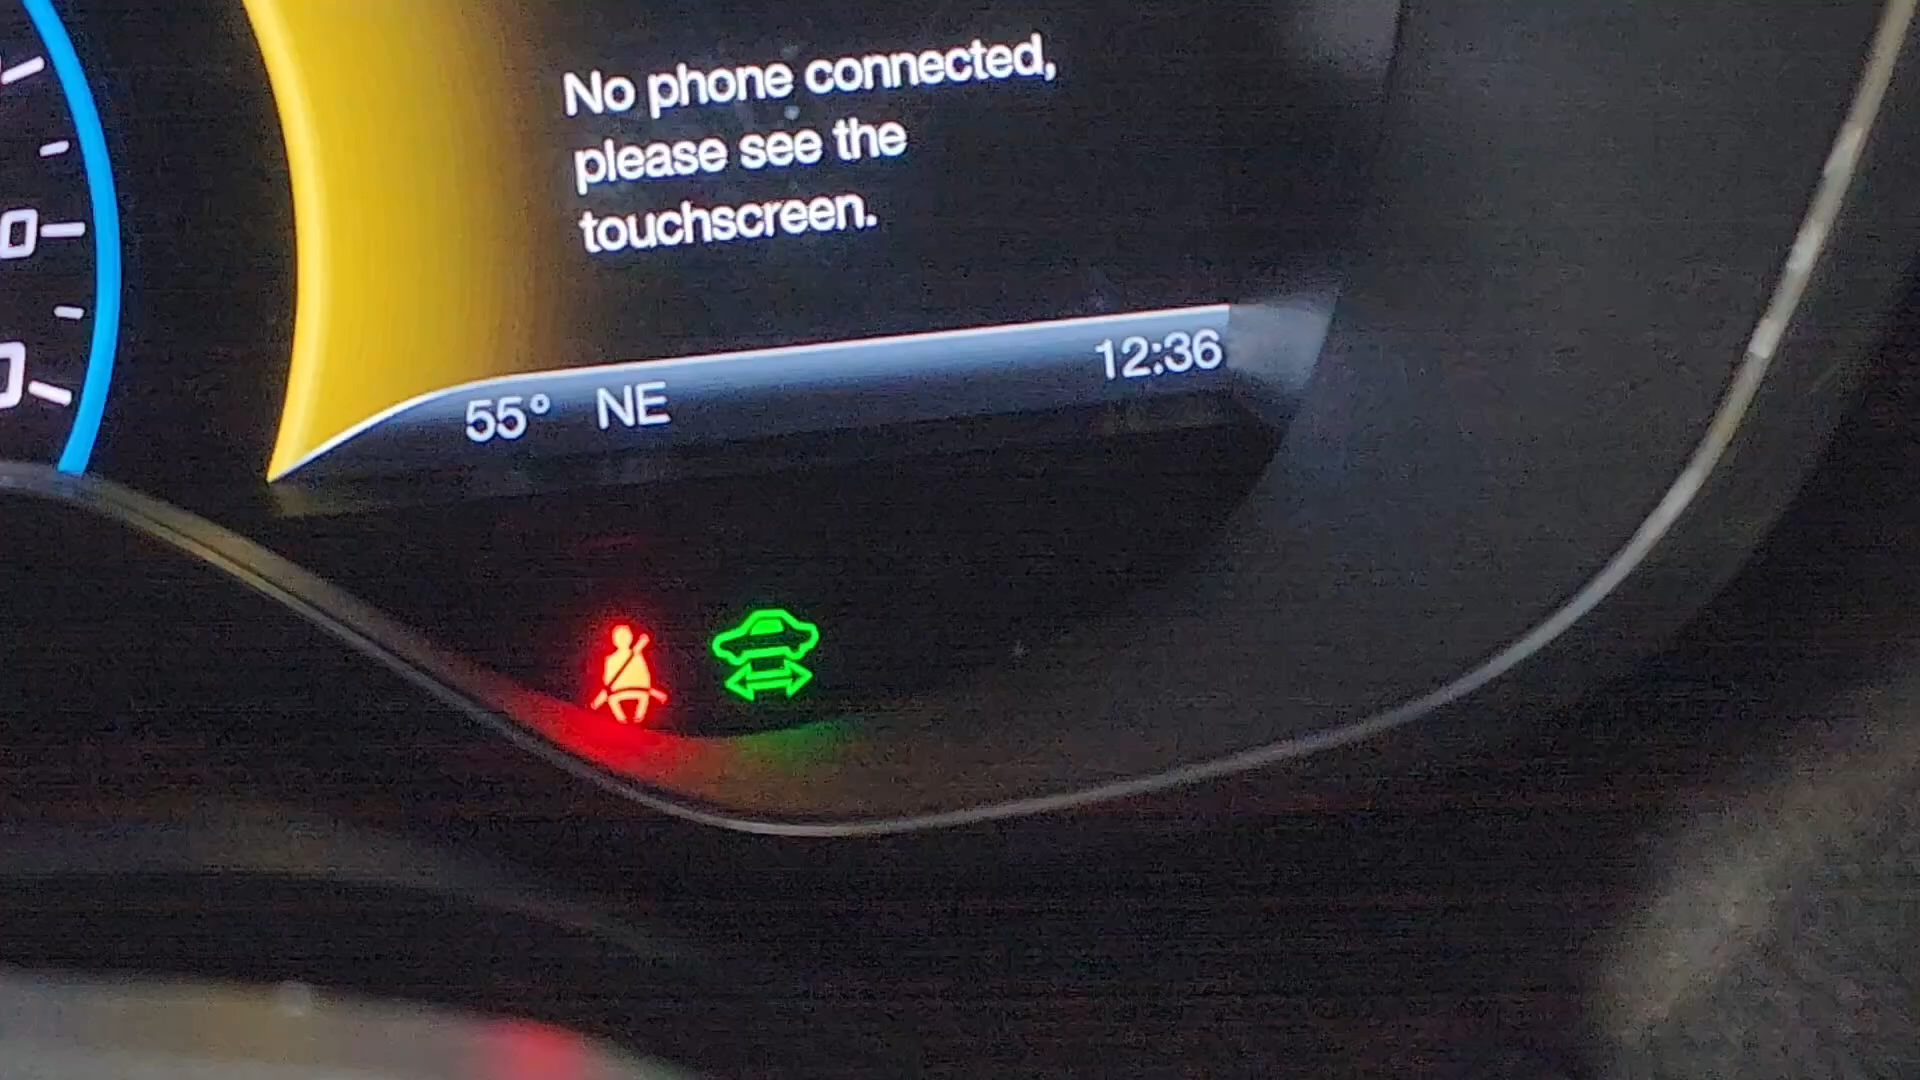 No phone connected,
please see the
touchscreen.
55° NE 12:36